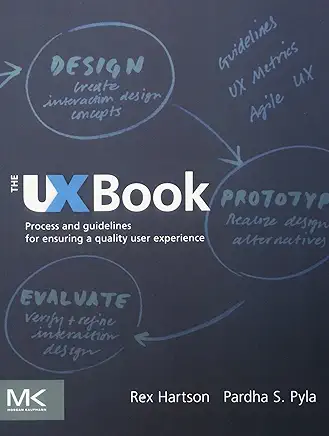 DESIGN
Create
interaction design
concepts
Guidelines
UX Metrics
Agile UX
THE
UX Book
Process and guidelines
for ensuring a quality user experience
PROTOTYP
Realize design
alternatives
EVALUATE
Verify + refine
interaction
design
MK
MORGAN KAUFMANN
Rex Hartson Pardha S. Pyla